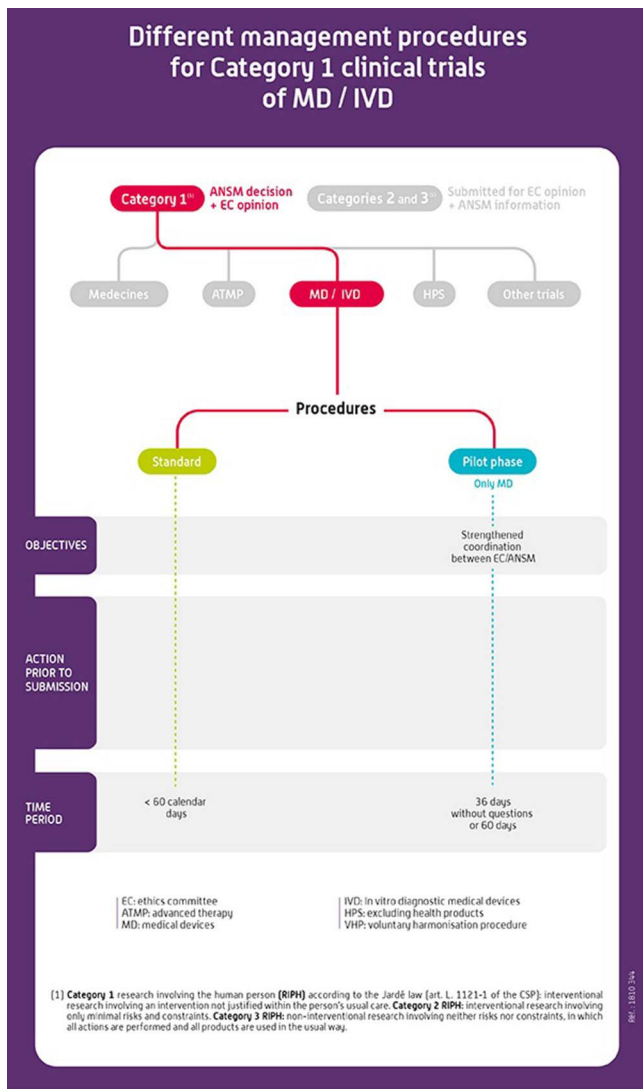 Different management procedures
for Category 1 clinical trials
of MD / IVD
Category 1(1)
ANSM decision
+ EC opinion
Categories 2 and 3(1)
Submitted for EC opinion
+ ANSM information
Medecines
ATMP
MD / IVD
HPS
Other trials
Procedures
Standard
Pilot phase
Only MD
OBJECTIVES
Strengthened
coordination
between EC/ANSM
ACTION
PRIOR TO
SUBMISSION
TIME
PERIOD
< 60 calendar
days
36 days
without questions
or 60 days
EC: ethics committee
ATMP: advanced therapy
MD: medical devices
IVD: In vitro diagnostic medical devices
HPS: excluding health products
VHP: voluntary harmonisation procedure
(1) Category 1 research involving the human person (RIPH) according to the Jardé law [art. L. 1121-1 of the CSP]: interventional
research involving an intervention not justified within the person's usual care. Category 2 RIPH: interventional research involving
only minimal risks and constraints. Category 3 RIPH: non-interventional research involving neither risks nor constraints, in which
all actions are performed and all products are used in the usual way.
Réf.: 1810 344